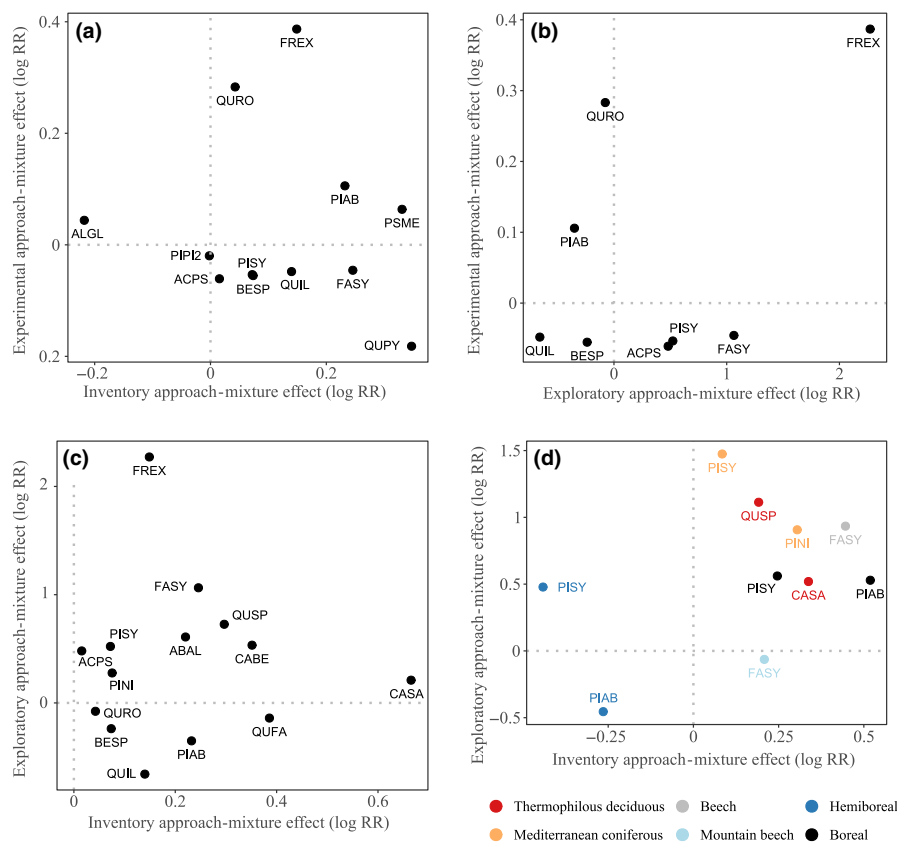 (a)
Experimental approach-mixture effect (log RR)
0.4
0.2
0
0.2
FREX
QURO
PIAB
PSME
ALGL
PIPI2
PISY
ACPS
BESP
QUIL
FASY
QUPY
−0.2
0
0.2
Inventory approach-mixture effect (log RR)
(b)
Experimental approach-mixture effect (log RR)
0.4
0.3
0.2
0.1
0
FREX
QURO
PIAB
QUIL
BESP
ACPS
PISY
FASY
0
1
2
Exploratory approach-mixture effect (log RR)
(c)
Exploratory approach-mixture effect (log RR)
2
1
0
FREX
FASY
QUSP
PISY
ACPS
ABAL
CABE
PINI
CASA
QURO
BESP
PIAB
QUFA
QUIL
0
0.2
0.4
0.6
Inventory approach-mixture effect (log RR)
(d)
Exploratory approach-mixture effect (log RR)
1.5
1
0.5
0
−0.5
PISY
QUSP
PINI
FASY
PISY
PISY
CASA
PIAB
FASY
PIAB
−0.25
0
0.25
0.5
Inventory approach-mixture effect (log RR)
Thermophilous deciduous
Beech
Hemiboreal
Mediterranean coniferous
Mountain beech
Boreal